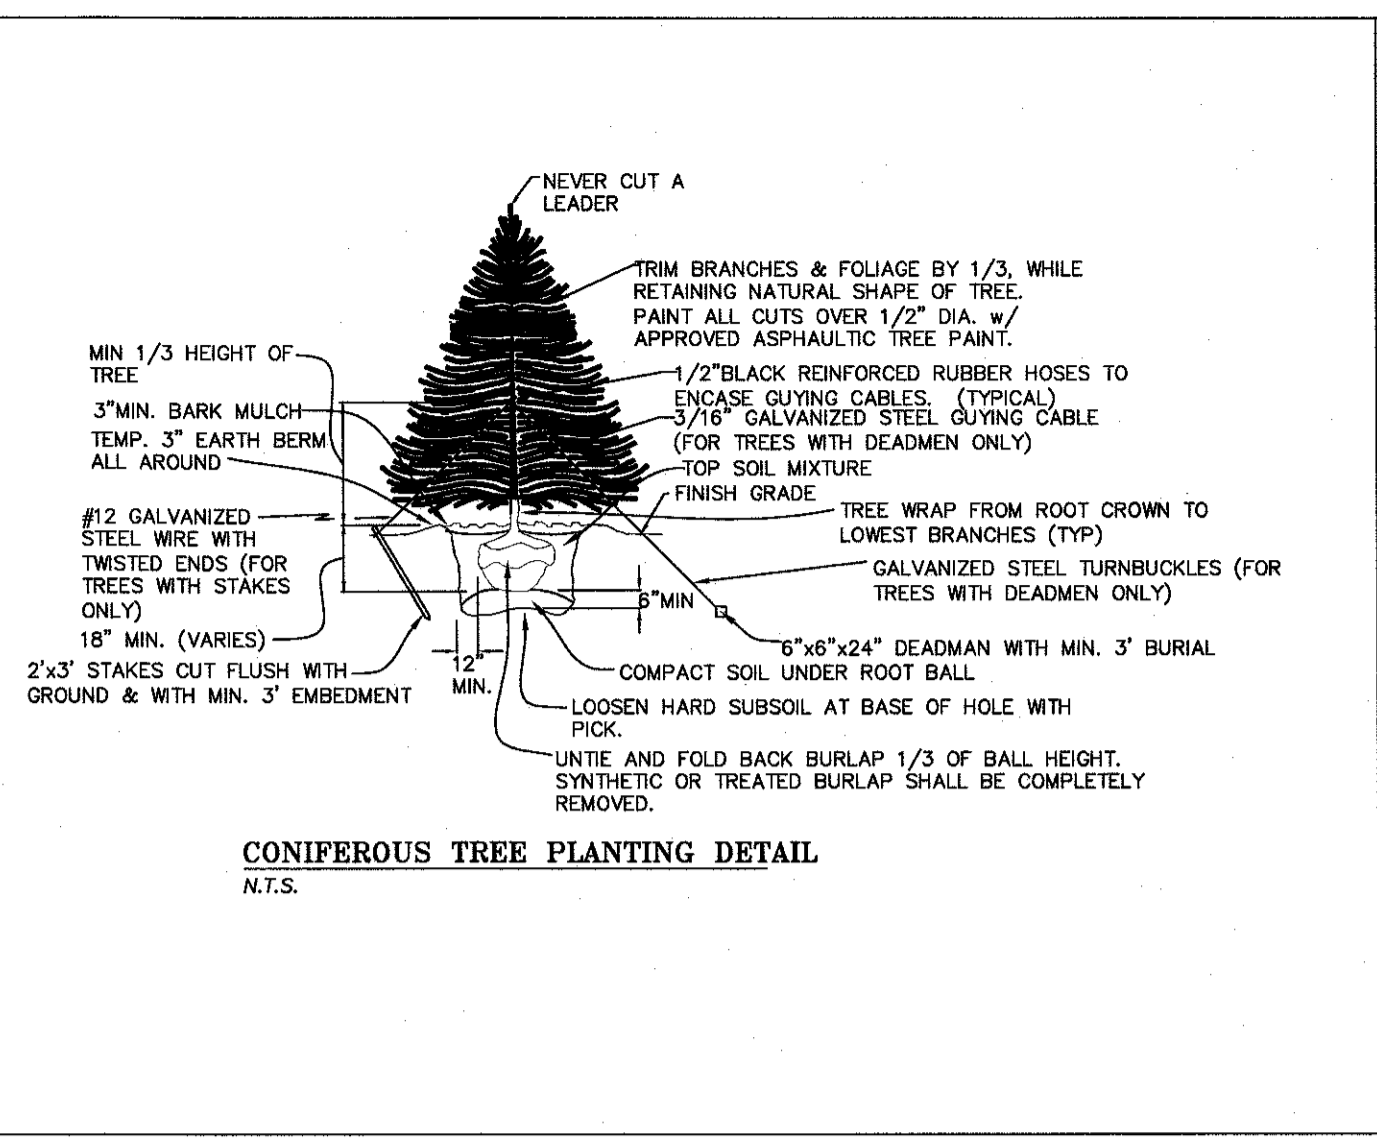 NEVER CUT A
LEADER
TRIM BRANCHES & FOLIAGE BY 1/3, WHILE
RETAINING NATURAL SHAPE OF TREE.
PAINT ALL CUTS OVER 1/2" DIA. w/
APPROVED ASPHAULTIC TREE PAINT.
MIN 1/3 HEIGHT OF
TREE
1/2"BLACK REINFORCED RUBBER HOSES TO
ENCASE GUYING CABLES. (TYPICAL)
3"MIN. BARK MULCH
3/16" GALVANIZED STEEL GUYING CABLE
(FOR TREES WITH DEADMEN ONLY)
TEMP. 3" EARTH BERM
ALL AROUND
TOP SOIL MIXTURE
FINISH GRADE
#12 GALVANIZED
STEEL WIRE WITH
TWISTED ENDS (FOR
TREES WITH STAKES
ONLY)
TREE WRAP FROM ROOT CROWN TO
LOWEST BRANCHES (TYP)
GALVANIZED STEEL TURNBUCKLES (FOR
TREES WITH DEADMEN ONLY)
6"MIN
18" MIN. (VARIES)
6"x6"x24" DEADMAN WITH MIN. 3' BURIAL
2'x3' STAKES CUT FLUSH WITH
GROUND & WITH MIN. 3' EMBEDMENT
12"
MIN.
COMPACT SOIL UNDER ROOT BALL
LOOSEN HARD SUBSOIL AT BASE OF HOLE WITH
PICK.
UNTIE AND FOLD BACK BURLAP 1/3 OF BALL HEIGHT.
SYNTHETIC OR TREATED BURLAP SHALL BE COMPLETELY
REMOVED.
CONIFEROUS TREE PLANTING DETAIL
N.T.S.